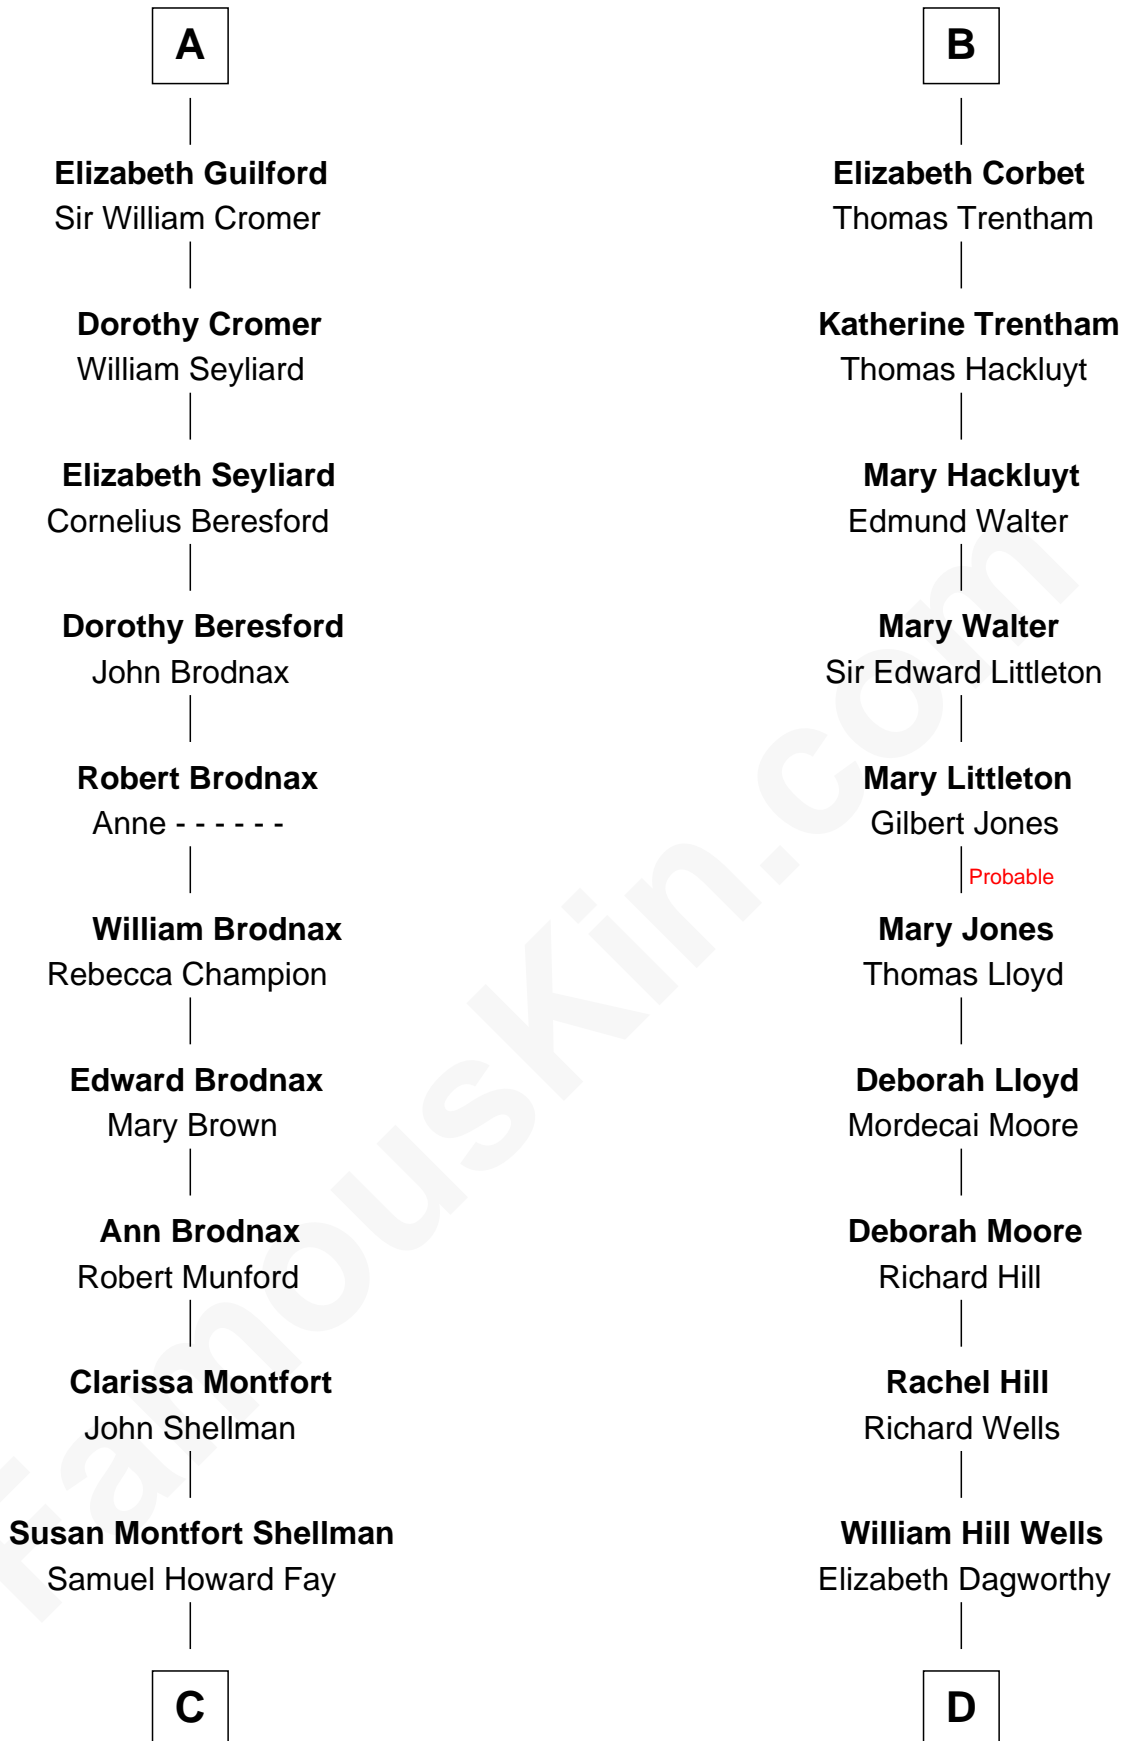 A
Elizabeth Guilford
Sir William Cromer
Dorothy Cromer
William Seyliard
Elizabeth Seyliard
Cornelius Beresford
Dorothy Beresford
John Brodnax
Robert Brodnax
Anne - - - - - -
William Brodnax
Rebecca Champion
Edward Brodnax
Mary Brown
Ann Brodnax
Robert Munford
Clarissa Montfort
John Shellman
Susan Montfort Shellman
Samuel Howard Fay
C
B
Elizabeth Corbet
Thomas Trentham
Katherine Trentham
Thomas Hackluyt
Mary Hackluyt
Edmund Walter
Mary Walter
Sir Edward Littleton
Mary Littleton
Gilbert Jones
Probable
Mary Jones
Thomas Lloyd
Deborah Lloyd
Mordecai Moore
Deborah Moore
Richard Hill
Rachel Hill
Richard Wells
William Hill Wells
Elizabeth Dagworthy
D
FamousKin.com